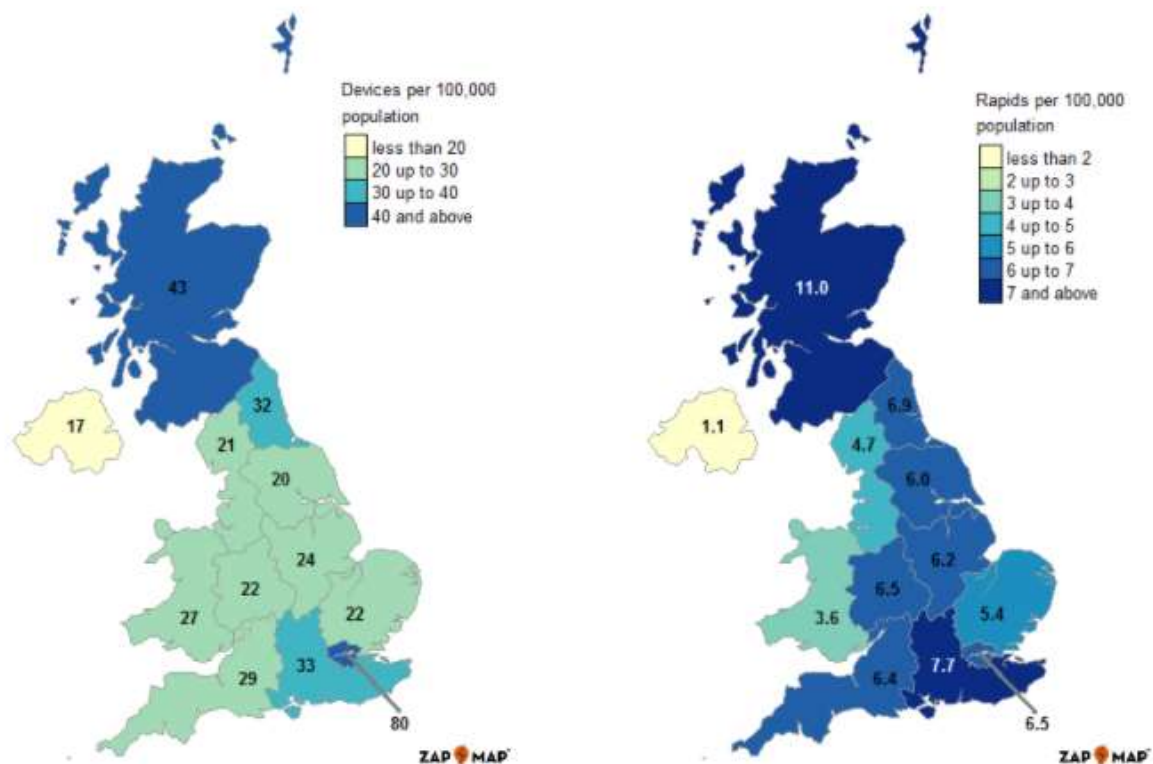 Devices per 100,000
population
less than 20
20 up to 30
30 up to 40
40 and above
43
17
32
21
20
24
22
27
22
29
33
80
ZAP MAP
Rapids per 100,000
population
less than 2
2 up to 3
3 up to 4
4 up to 5
5 up to 6
6 up to 7
7 and above
11.0
1.1
6.9
4.7
6.0
6.2
6.5
3.6
5.4
7.7
6.4
6.5
ZAP MAP